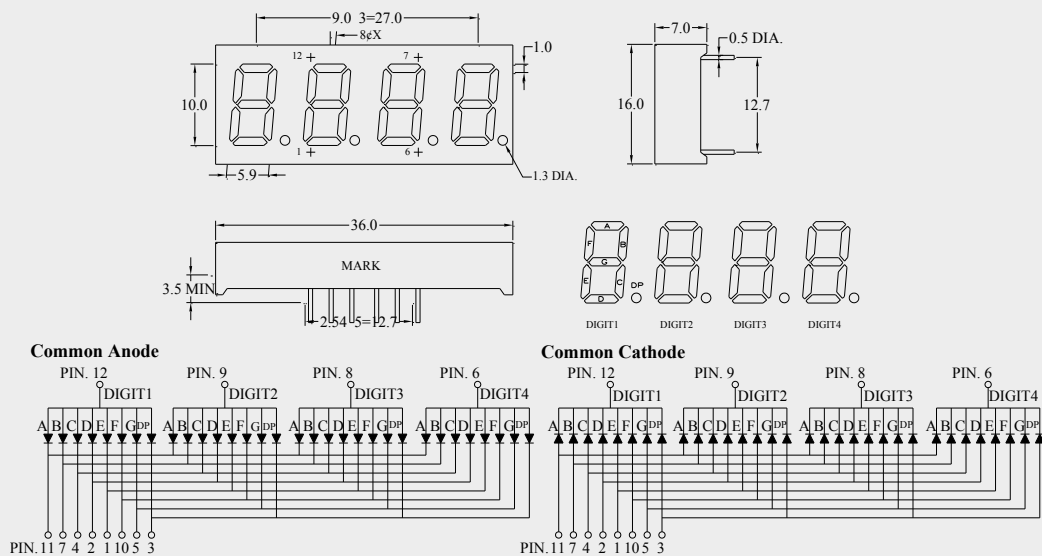 9.0 3=27.0
8¢X
12
7
1.0
10.0
1
6
5.9
1.3 DIA.
7.0
0.5 DIA.
16.0
12.7
36.0
MARK
3.5 MIN
2.54 5=12.7
A
F B
G
E C DP
D
DIGIT1 DIGIT2 DIGIT3 DIGIT4
Common Anode
PIN. 12 PIN. 9 PIN. 8 PIN. 6
DIGIT1 DIGIT2 DIGIT3 DIGIT4
A B C D E F G DP A B C D E F G DP A B C D E F G DP A B C D E F G DP
PIN. 11 7 4 2 1 10 5 3
Common Cathode
PIN. 12 PIN. 9 PIN. 8 PIN. 6
DIGIT1 DIGIT2 DIGIT3 DIGIT4
A B C D E F G DP A B C D E F G DP A B C D E F G DP A B C D E F G DP
PIN. 11 7 4 2 1 10 5 3